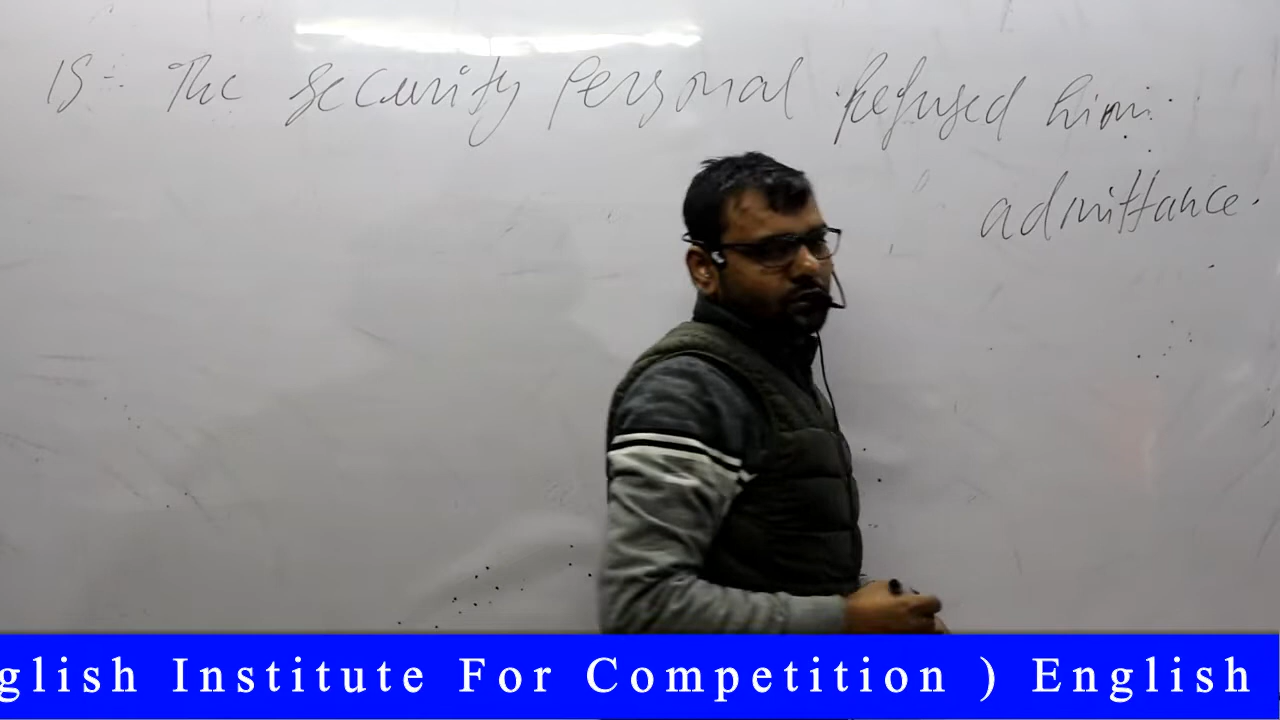 15- The security personal refused him
admittance.
glish Institute For Competition ) English